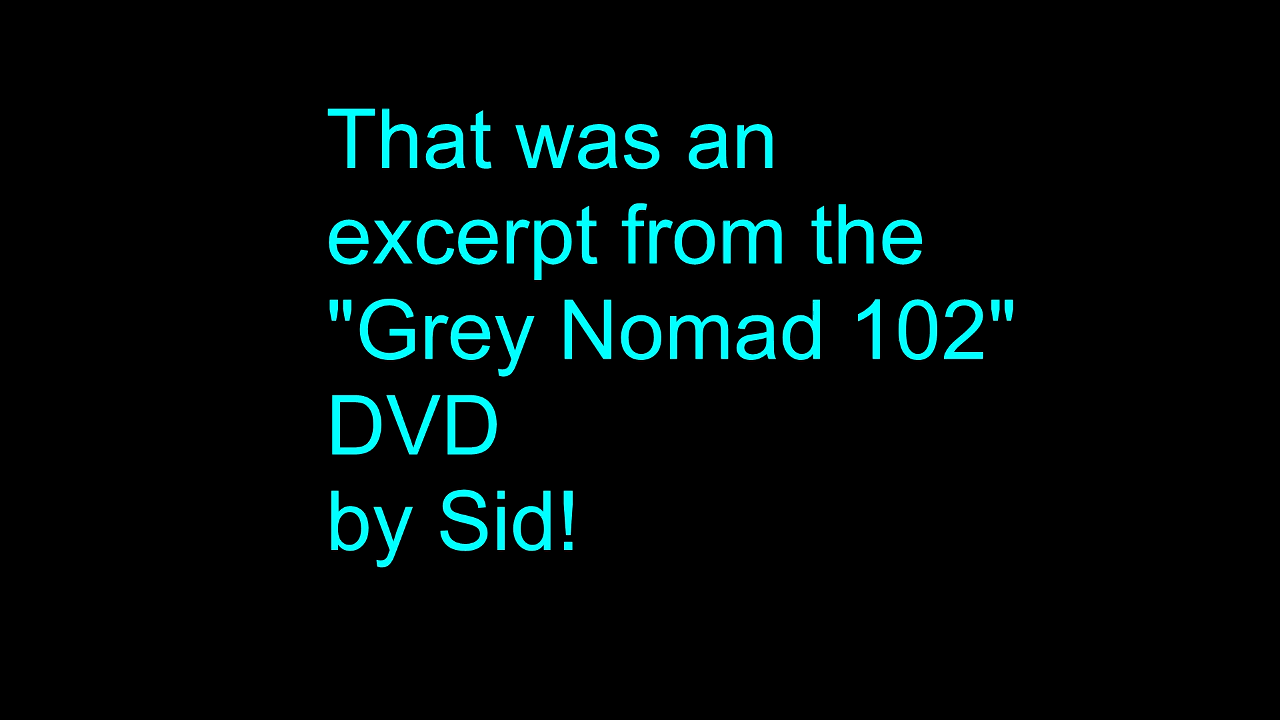 That was an
excerpt from the
"Grey Nomad 102"
DVD
by Sid!